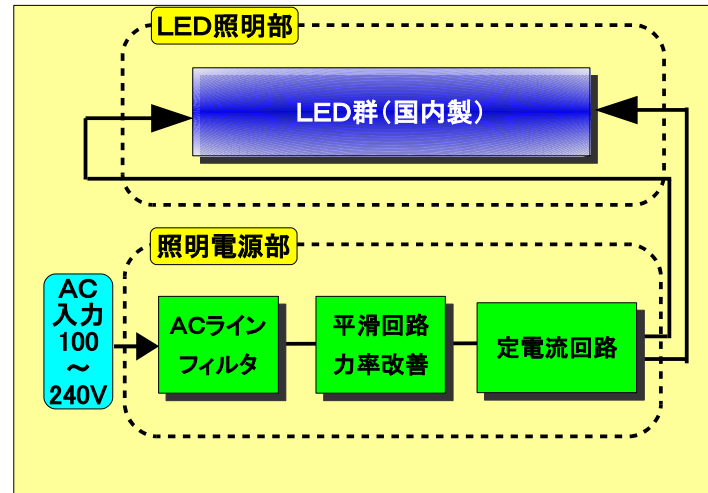 LED照明部
LED群(国内製)
照明電源部
AC
入力
100
~
240V
ACライン
フィルタ
平滑回路
力率改善
定電流回路